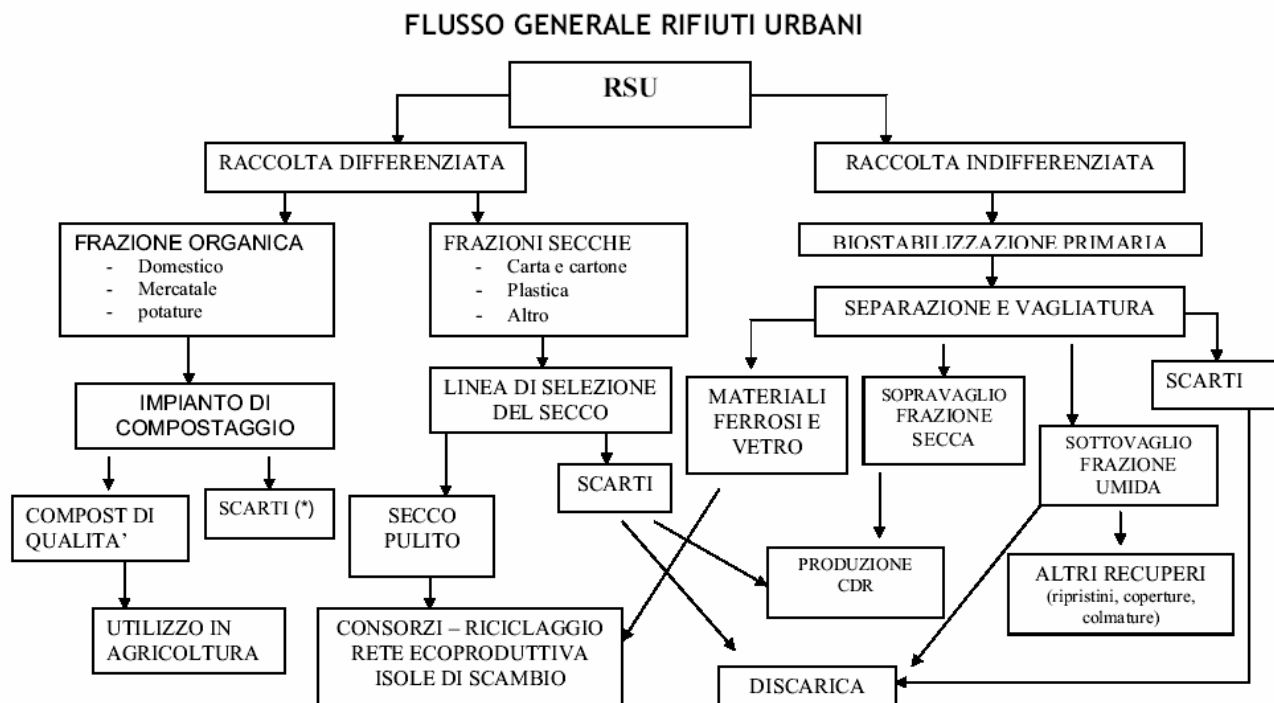 FLUSSO GENERALE RIFIUTI URBANI
RSU
RACCOLTA DIFFERENZIATA
RACCOLTA INDIFFERENZIATA
FRAZIONE ORGANICA
- Domestico
- Mercatale
- potature
FRAZIONI SECCHE
- Carta e cartone
- Plastica
- Altro
BIOSTABILIZZAZIONE PRIMARIA
SEPARAZIONE E VAGLIATURA
IMPIANTO DI
COMPOSTAGGIO
LINEA DI SELEZIONE
DEL SECCO
MATERIALI
FERROSI E
VETRO
SOPRAVAGLIO
FRAZIONE
SECCA
SCARTI
SOTTOVAGLIO
FRAZIONE
UMIDA
COMPOST DI
QUALITA’
SCARTI (*)
SECCO
PULITO
SCARTI
PRODUZIONE
CDR
ALTRI RECUPERI
(ripristini, coperture,
colmature)
UTILIZZO IN
AGRICOLTURA
CONSORZI – RICICLAGGIO
RETE ECOPRODUTTIVA
ISOLE DI SCAMBIO
DISCARICA